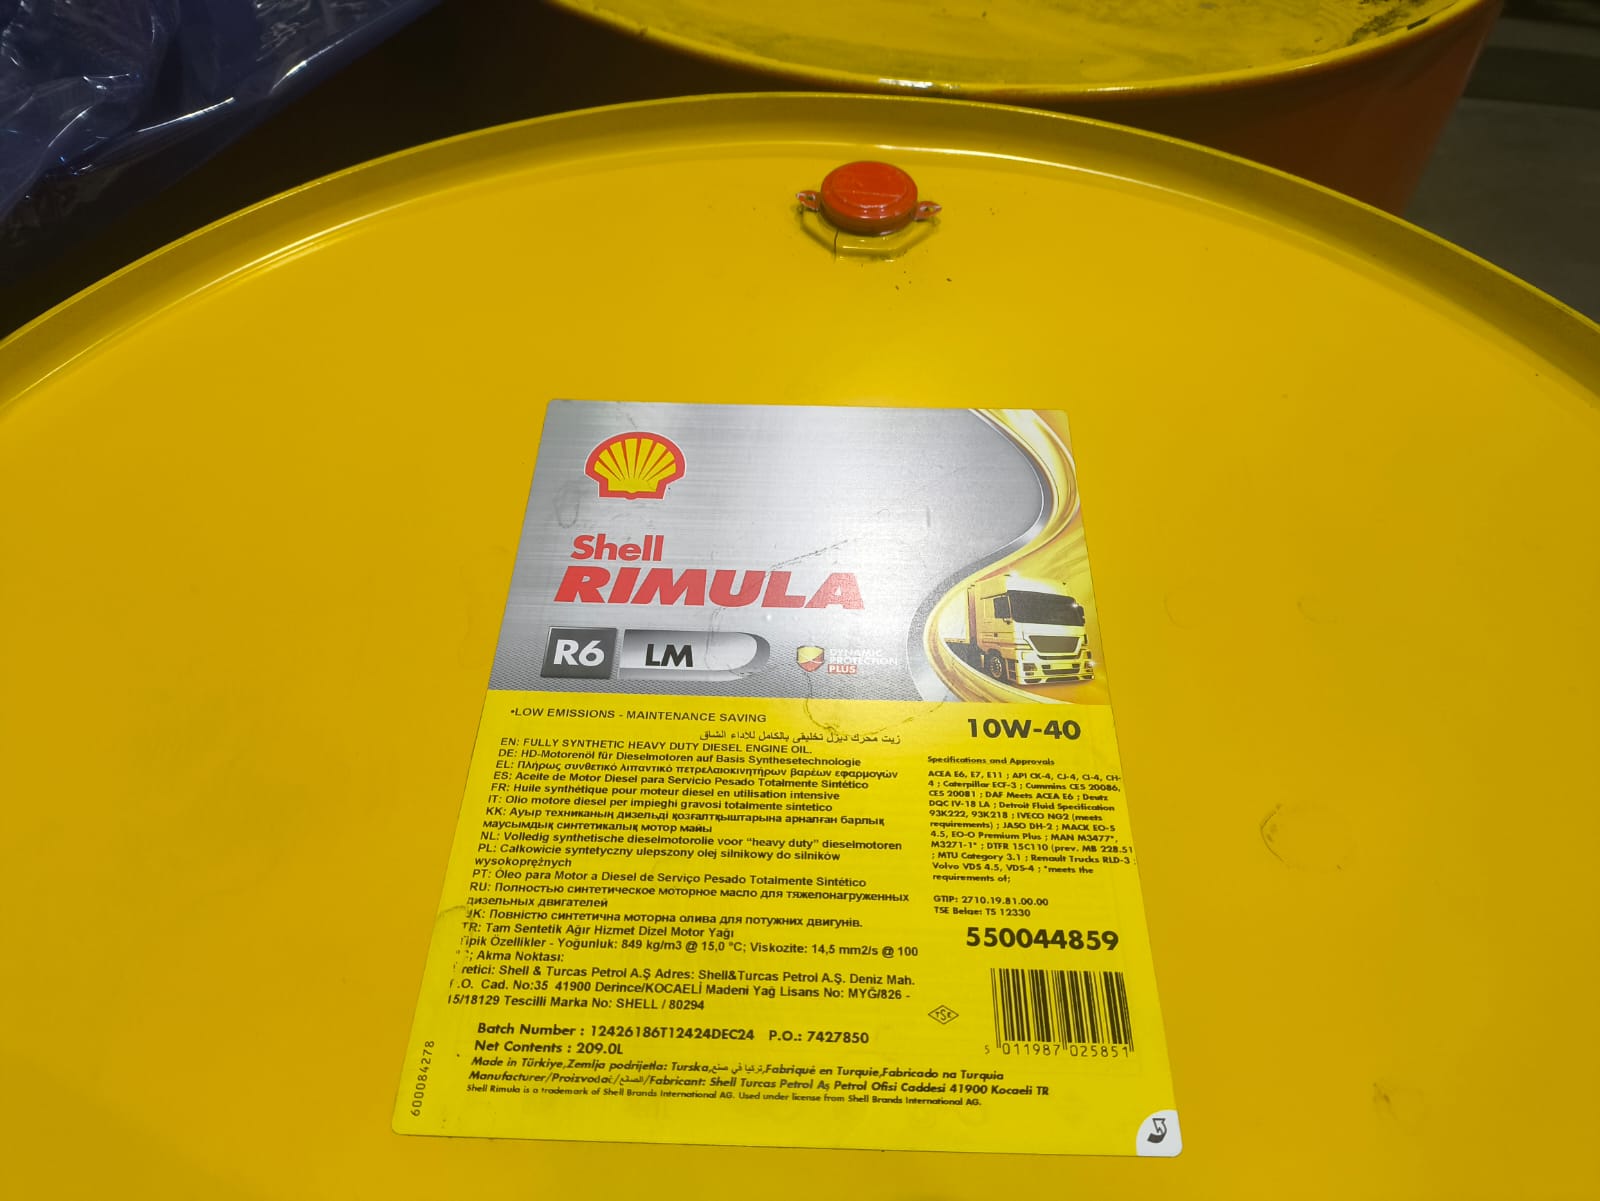 Shell
RIMULA
R6 LM
DYNAMIC
PROTECTION
PLUS
•LOW EMISSIONS - MAINTENANCE SAVING
10W-40
زيت محرك ديزل تخليقى بالكامل للاداء الشاق
EN: FULLY SYNTHETIC HEAVY DUTY DIESEL ENGINE OIL.
DE: HD-Motorenöl für Dieselmotoren auf Basis Synthesetechnologie
EL: Πλήρως συνθετικό λιπαντικό πετρελαιοκινητήρων βαρέων εφαρμογών
ES: Aceite de Motor Diesel para Servicio Pesado Totalmente Sintético
FR: Huile synthétique pour moteur diesel en utilisation intensive
IT: Olio motore diesel per impieghi gravosi totalmente sintetico
KK: Ауыр техниканың дизельді қозғалтқыштарына арналған барлық
маусымдық синтетикалық мотор майы
NL: Volledig synthetische dieselmotorolie voor “heavy duty” dieselmotoren
PL: Całkowicie syntetyczny ulepszony olej silnikowy do silników
wysokoprężnych
PT: Óleo para Motor a Diesel de Serviço Pesado Totalmente Sintético
RU: Полностью синтетическое моторное масло для тяжелонагруженных
дизельных двигателей
UK: Повністю синтетична моторна олива для потужних двигунів.
TR: Tam Sentetik Ağır Hizmet Dizel Motor Yağı
Tipik Özellikler - Yoğunluk: 849 kg/m3 @ 15,0 °C; Viskozite: 14,5 mm2/s @ 100
°C; Akma Noktası:
Üretici: Shell & Turcas Petrol A.Ş Adres: Shell&Turcas Petrol A.Ş. Deniz Mah.
.O. Cad. No:35 41900 Derince/KOCAELİ Madeni Yağ Lisans No: MYĞ/826 -
15/18129 Tescilli Marka No: SHELL / 80294
Specifications and Approvals
ACEA E6, E7, E11 ; API CK-4, CJ-4, CI-4, CH-
4 ; Caterpillar ECF-3 ; Cummins CES 20086,
CES 20081 ; DAF Meets ACEA E6 ; Deutz
DQC IV-18 LA ; Detroit Fluid Specification
93K222, 93K218 ; IVECO NG2 (meets
requirements) ; JASO DH-2 ; MACK EO-S
4.5, EO-O Premium Plus ; MAN M3477*,
M3271-1* ; DTFR 15C110 (prev. MB 228.51
; MTU Category 3.1 ; Renault Trucks RLD-3 ;
Volvo VDS 4.5, VDS-4 ; *meets the
requirements of;
GTIP: 2710.19.81.00.00
TSE Belge: TS 12330
550044859
TSE
5 011987 025851
Batch Number : 12426186T12424DEC24 P.O.: 7427850
Net Contents : 209.0L
Made in Türkiye,Zemlja podrijetla: Turska,تركيا في صنع,Fabriqué en Turquie,Fabricado na Turquia
Manufacturer/Proizvođač/الصانع/Fabricant: Shell Turcas Petrol Aş Petrol Ofisi Caddesi 41900 Kocaeli TR
Shell Rimula is a trademark of Shell Brands International AG. Used under license from Shell Brands International AG.
600084278